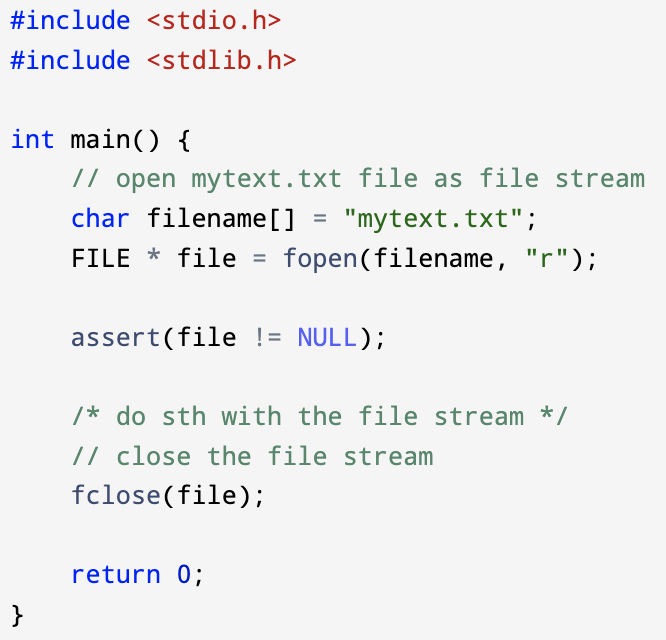 #include <stdio.h>
#include <stdlib.h>
int main() {
// open mytext.txt file as file stream
char filename[] = "mytext.txt";
FILE * file = fopen(filename, "r");
assert(file != NULL);
/* do sth with the file stream */
// close the file stream
fclose(file);
return 0;
}